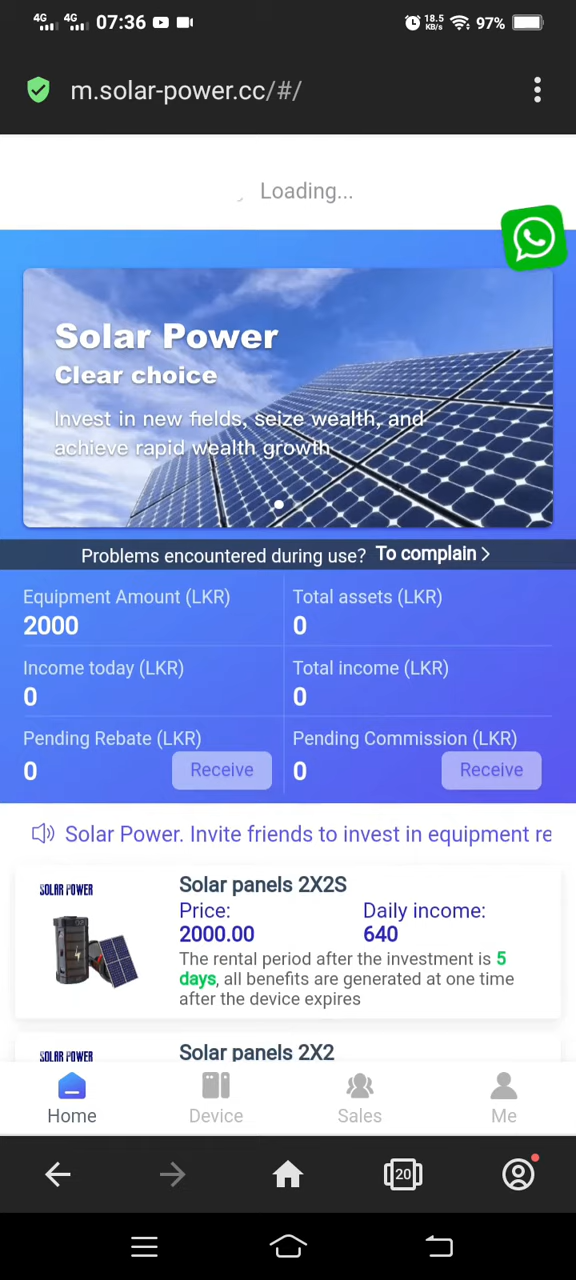 4G 4G 07:36 18.5 KB/s 97%
m.solar-power.cc/#/
Loading...
Solar Power
Clear choice
Invest in new fields, seize wealth, and
achieve rapid wealth growth
Problems encountered during use? To complain >
Equipment Amount (LKR) Total assets (LKR)
2000 0
Income today (LKR) Total income (LKR)
0 0
Pending Rebate (LKR) Pending Commission (LKR)
0 Receive 0 Receive
Solar Power. Invite friends to invest in equipment re
SOLAR POWER
Solar panels 2X2S
Price: Daily income:
2000.00 640
The rental period after the investment is 5
days, all benefits are generated at one time
after the device expires
SOLAR POWER
Solar panels 2X2
Home Device Sales Me
20